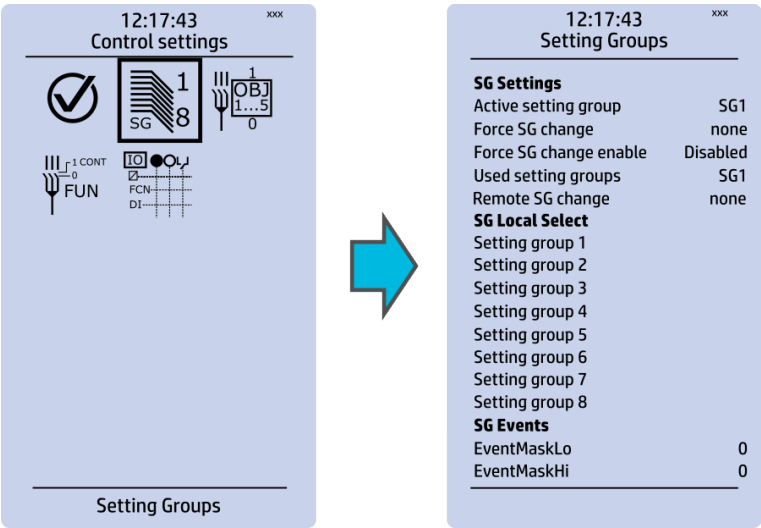 12:17:43 xxx
Control settings
1
SG 8
1
OBJ
1...5
0
1 CONT
0
FUN
IO
FCN
DI
Setting Groups
12:17:43 xxx
Setting Groups
SG Settings
Active setting group SG1
Force SG change none
Force SG change enable Disabled
Used setting groups SG1
Remote SG change none
SG Local Select
Setting group 1
Setting group 2
Setting group 3
Setting group 4
Setting group 5
Setting group 6
Setting group 7
Setting group 8
SG Events
EventMaskLo 0
EventMaskHi 0